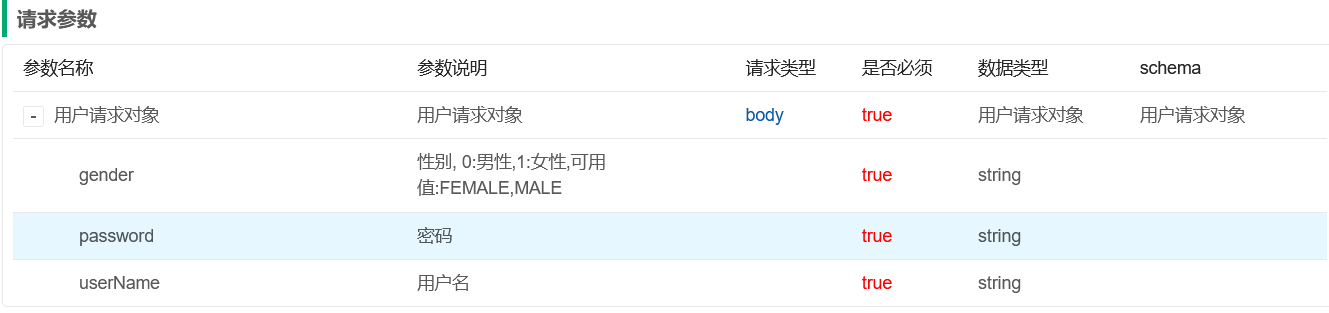 请求参数
参数名称 参数说明 请求类型 是否必须 数据类型 schema
- 用户请求对象 用户请求对象 body true 用户请求对象 用户请求对象
gender 性别, 0:男性,1:女性,可用
值:FEMALE,MALE true string
password 密码 true string
userName 用户名 true string